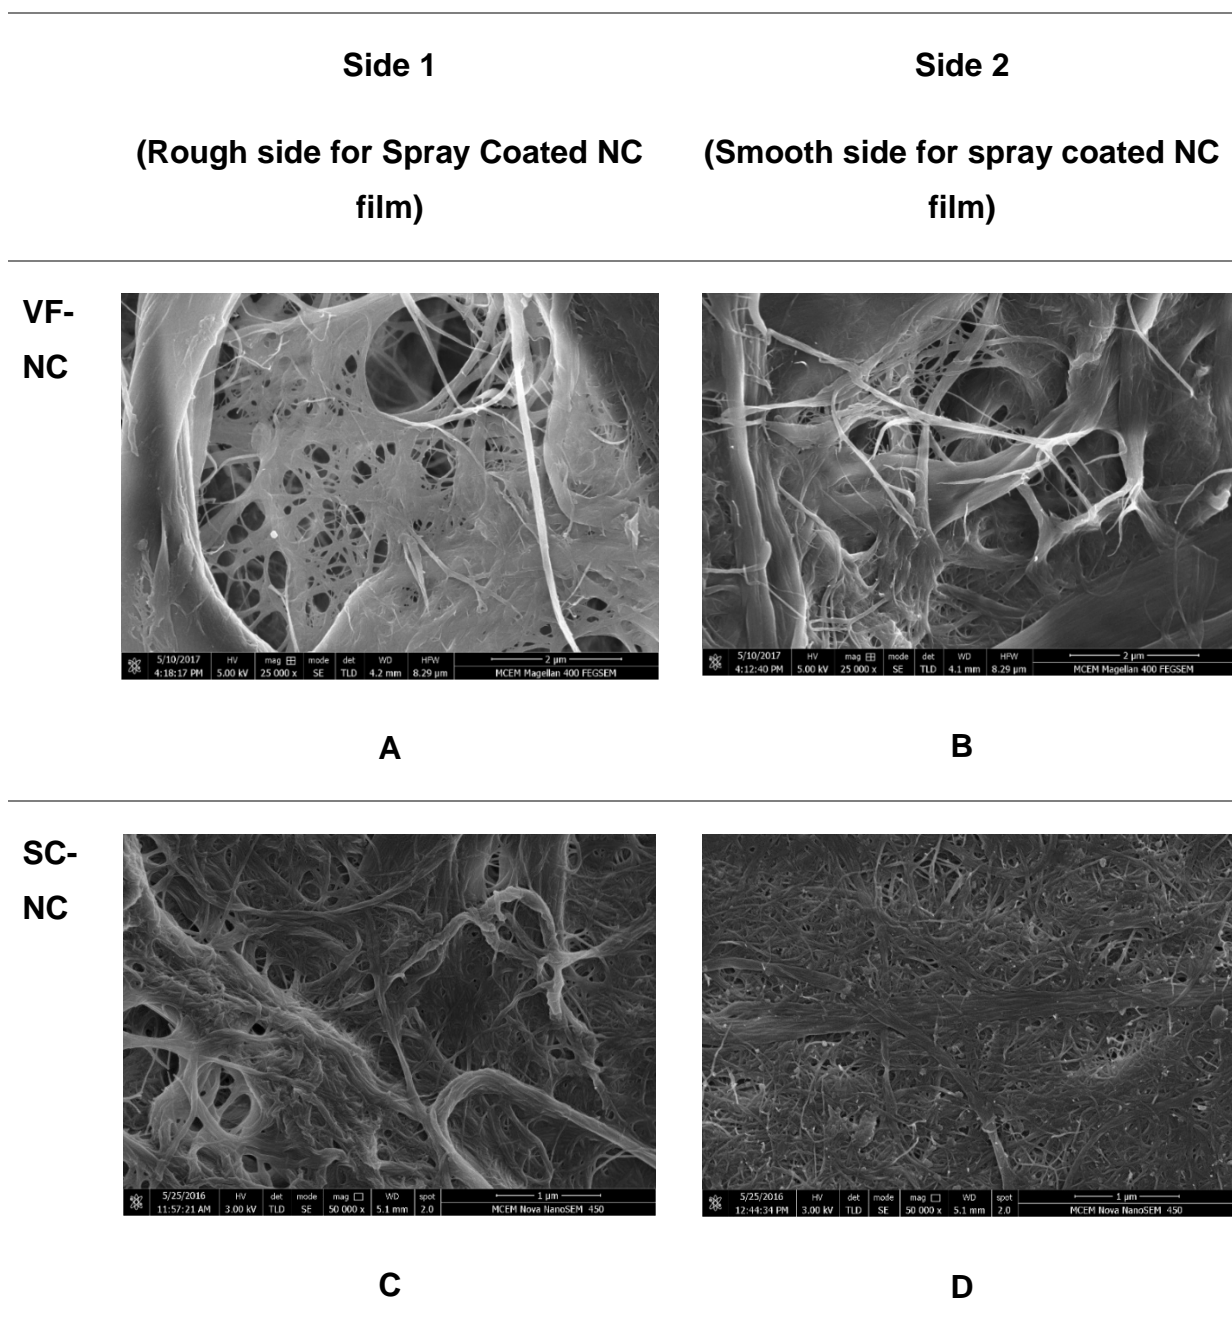 Side 1
Side 2
(Rough side for Spray Coated NC
film)
(Smooth side for spray coated NC
film)
VF-
NC
5/10/2017 HV mag mode det WD HFW 2 µm
4:18:17 PM 5.00 kV 25 000 x SE TLD 4.2 mm 8.29 µm MCEM Magellan 400 FEGSEM
5/10/2017 HV mag mode det WD HFW 2 µm
4:12:40 PM 5.00 kV 25 000 x SE TLD 4.1 mm 8.29 µm MCEM Magellan 400 FEGSEM
A
B
SC-
NC
5/25/2016 HV det mode mag WD spot 1 µm
11:57:21 AM 3.00 kV TLD SE 50 000 x 5.1 mm 2.0 MCEM Nova NanoSEM 450
5/25/2016 HV det mode mag WD spot 1 µm
12:44:34 PM 3.00 kV TLD SE 50 000 x 5.1 mm 2.0 MCEM Nova NanoSEM 450
C
D